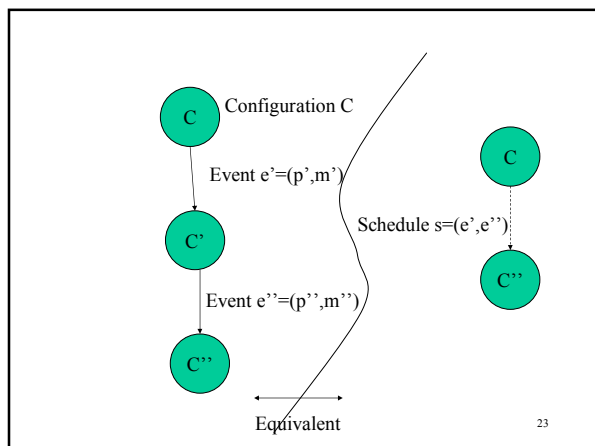 C
Configuration C
Event e’=(p’,m’)
C’
Event e’’=(p’’,m’’)
C’’
C
Schedule s=(e’,e’’)
C’’
Equivalent
23